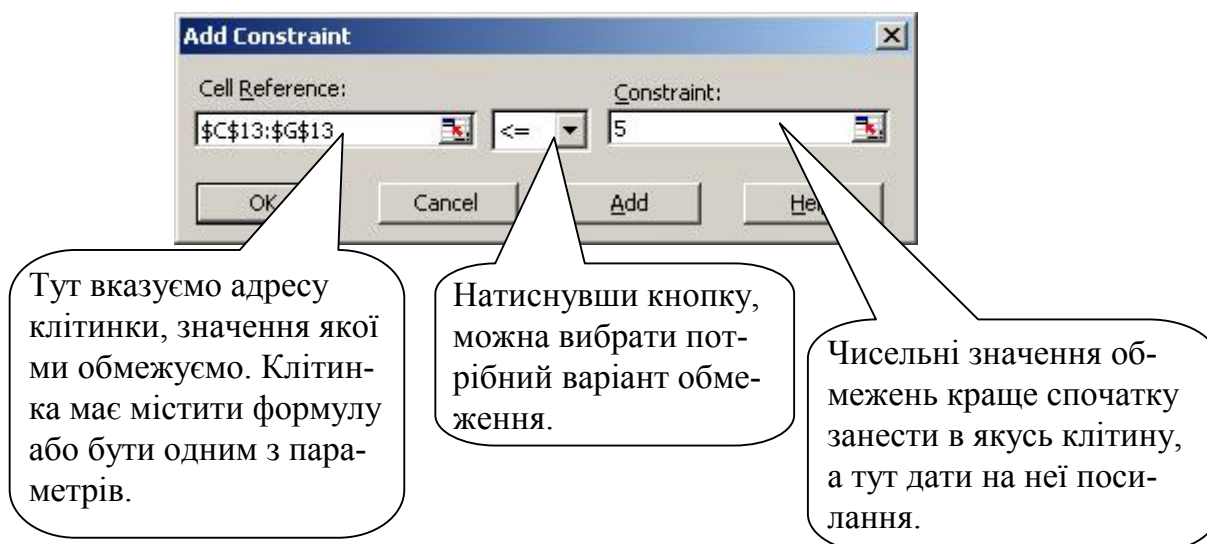 Add Constraint
Cell Reference:
Constraint:
$C$13:$G$13
<=
5
OK
Cancel
Add
Тут вказуємо адресу
клітинки, значення якої
ми обмежуємо. Клітин-
ка має містити формулу
або бути одним з пара-
метрів.
Натиснувши кнопку,
можна вибрати пот-
рібний варіант обме-
ження.
Чисельні значення об-
межень краще спочатку
занести в якусь клітину,
а тут дати на неї поси-
лання.